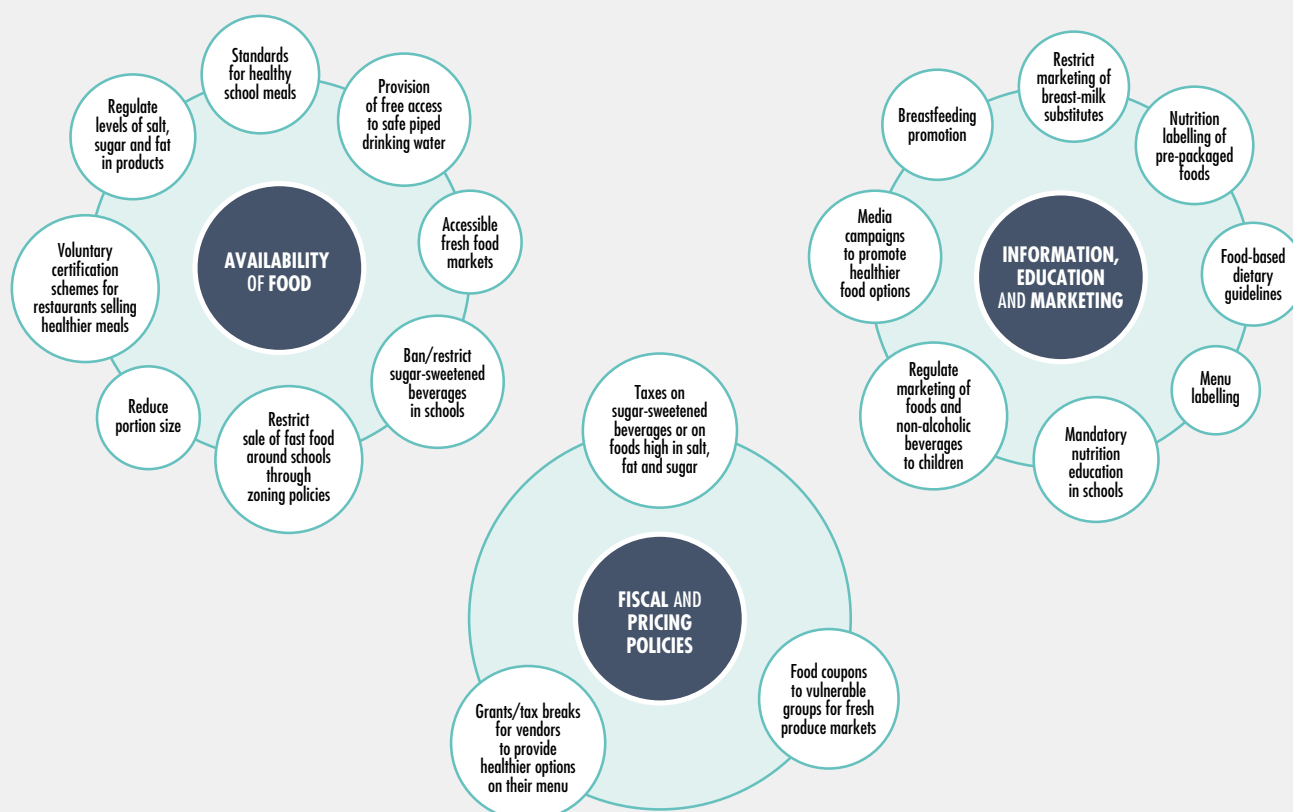 Standards
for healthy
school meals
Provision
of free access
to safe piped
drinking water
Accessible
fresh food
markets
Ban/restrict
sugar-sweetened
beverages
in schools
Restrict
sale of fast food
around schools
through
zoning policies
Reduce
portion size
Voluntary
certification
schemes for
restaurants selling
healthier meals
Regulate
levels of salt,
sugar and fat
in products
AVAILABILITY
OF FOOD
Restrict
marketing of
breast-milk
substitutes
Nutrition
labelling of
pre-packaged
foods
Food-based
dietary
guidelines
Menu
labelling
Mandatory
nutrition
education
in schools
Regulate
marketing of
foods and
non-alcoholic
beverages
to children
Media
campaigns
to promote
healthier
food options
Breastfeeding
promotion
INFORMATION,
EDUCATION
AND MARKETING
Taxes on
sugar-sweetened
beverages or on
foods high in salt,
fat and sugar
Food coupons
to vulnerable
groups for fresh
produce markets
Grants/tax breaks
for vendors
to provide
healthier options
on their menu
FISCAL AND
PRICING
POLICIES